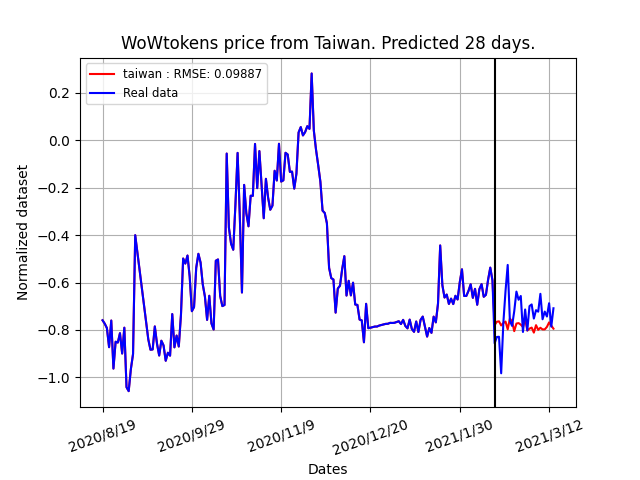 WoWtokens price from Taiwan. Predicted 28 days.
taiwan : RMSE: 0.09887
Real data
0.2
0.0
−0.2
−0.4
−0.6
−0.8
−1.0
Normalized dataset
2020/8/19
2020/9/29
2020/11/9
2020/12/20
2021/1/30
2021/3/12
Dates